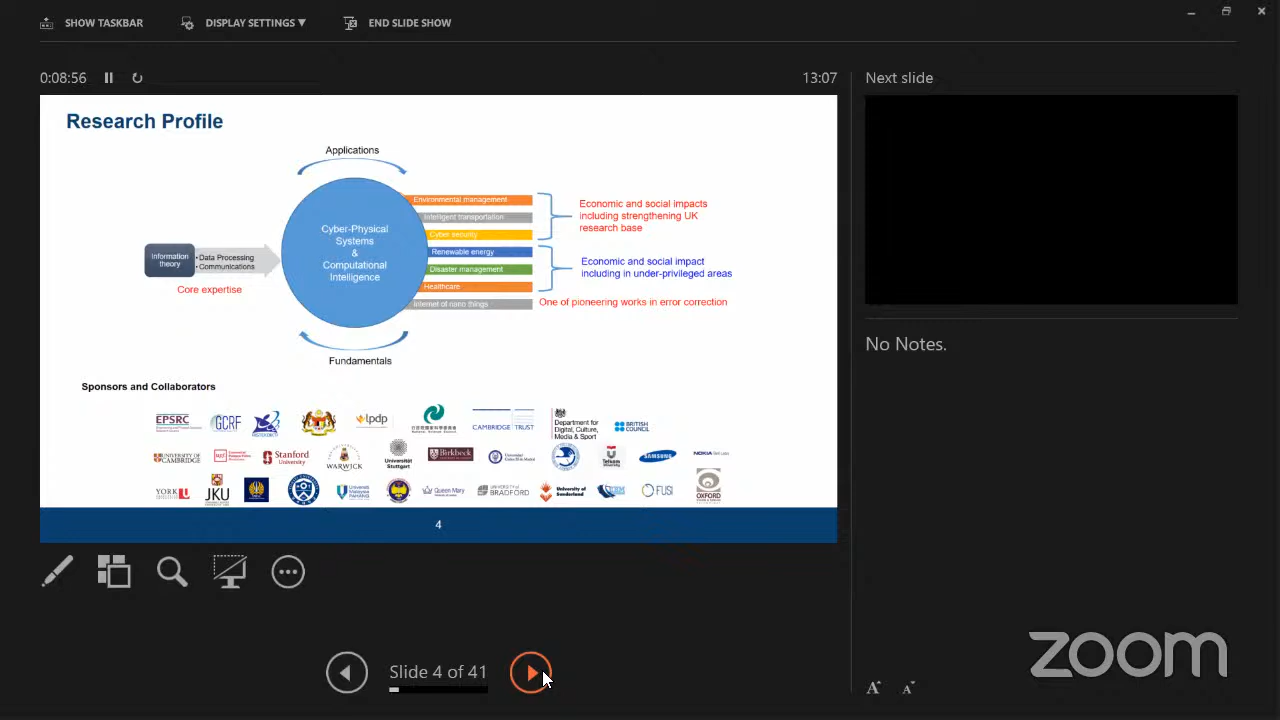 SHOW TASKBAR
DISPLAY SETTINGS ▼
END SLIDE SHOW
0:08:56
13:07
Next slide
Research Profile
Applications
Environmental management
Intelligent transportation
Cyber security
Renewable energy
Disaster management
Healthcare
Internet of nano things
Economic and social impacts
including strengthening UK
research base
Economic and social impact
including in under-privileged areas
One of pioneering works in error correction
Cyber-Physical
Systems
&
Computational
Intelligence
Information
theory
•Data Processing
•Communications
Core expertise
Fundamentals
Sponsors and Collaborators
EPSRC
GCRF
lpdp
CAMBRIDGE TRUST
Department for
Digital, Culture,
Media & Sport
BRITISH
COUNCIL
UNIVERSITY OF
CAMBRIDGE
Stanford
University
WARWICK
Universität
Stuttgart
Birkbeck
Telkom
University
SAMSUNG
NOKIA Bell Labs
YORK U
JKU
Universiti
Malaysia
PAHANG
Queen Mary
UNIVERSITY OF
BRADFORD
University of
Sunderland
FUSI
OXFORD
4
No Notes.
Slide 4 of 41
A A
zoom